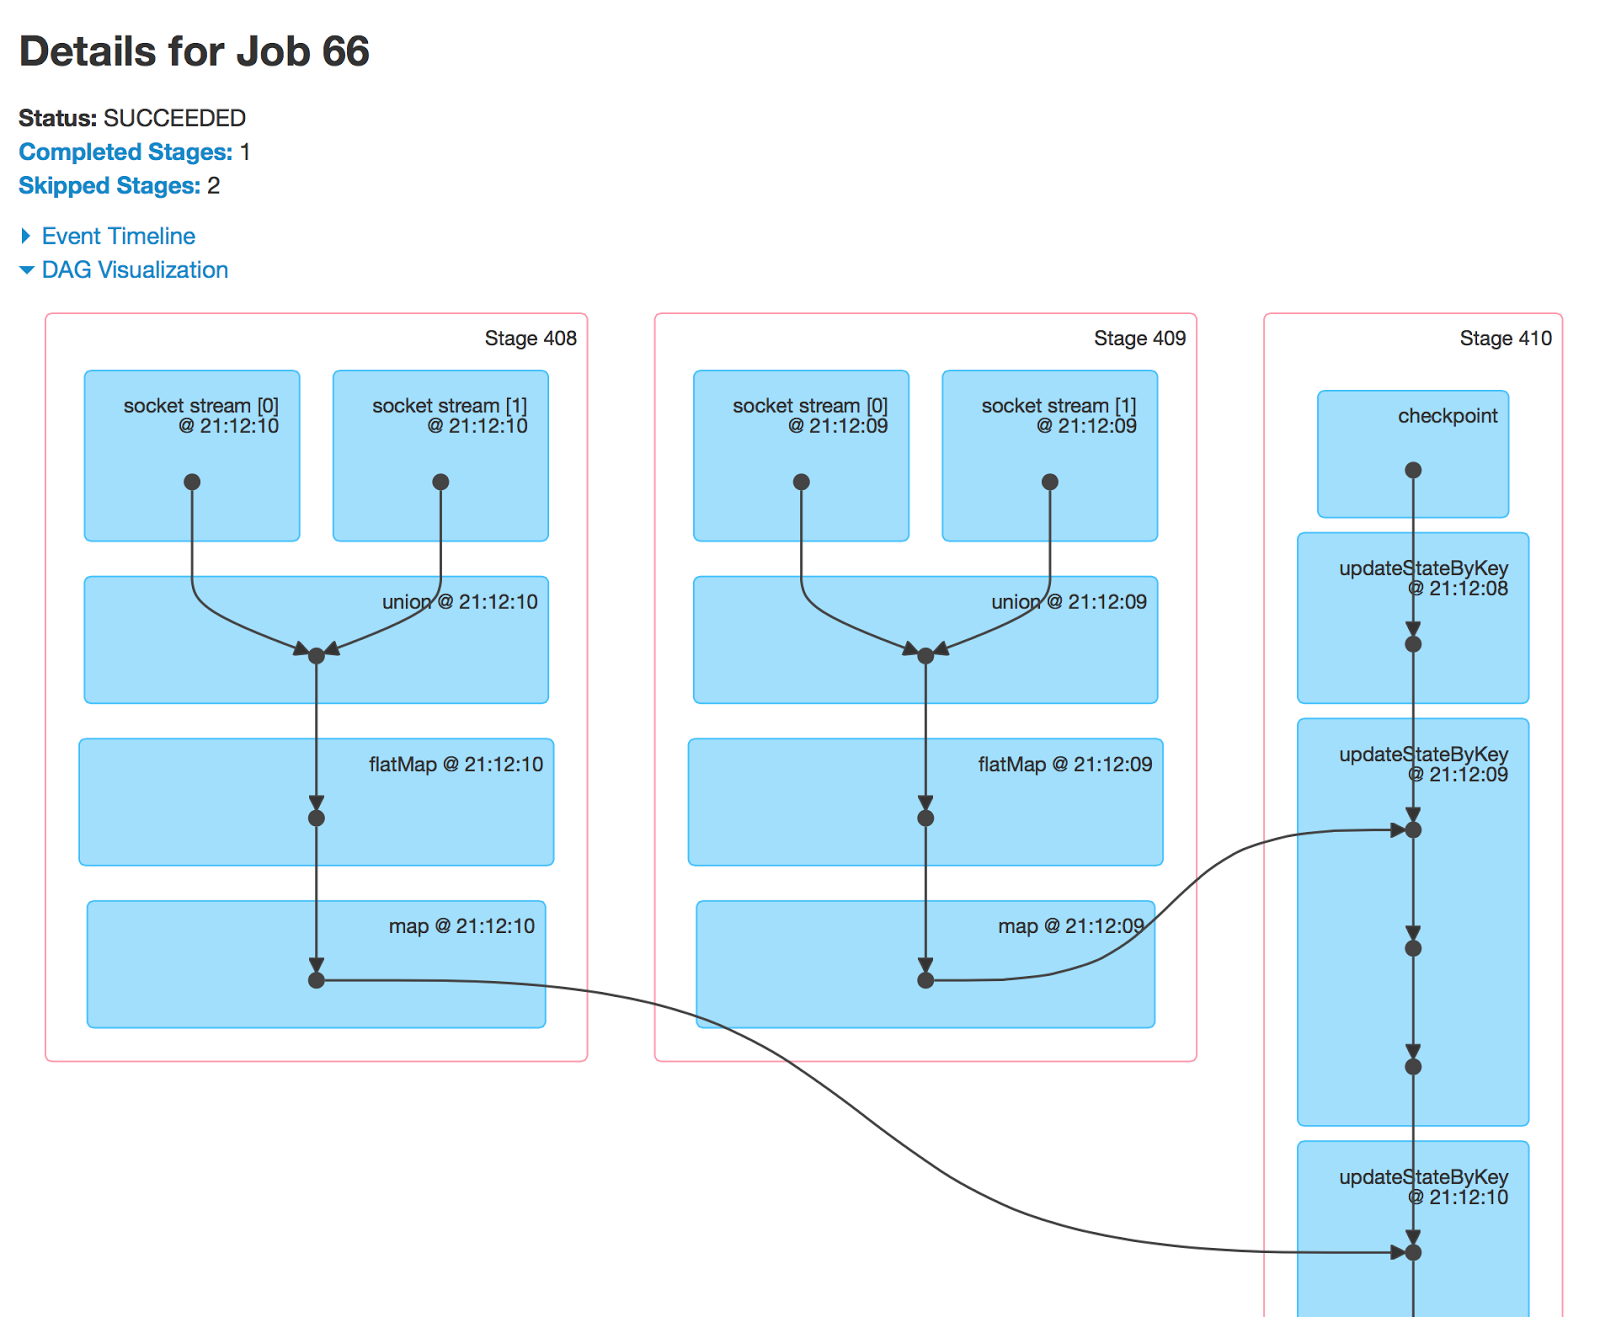 Details for Job 66
Status: SUCCEEDED
Completed Stages: 1
Skipped Stages: 2
Event Timeline
DAG Visualization
Stage 408
socket stream [0]
@ 21:12:10
socket stream [1]
@ 21:12:10
union @ 21:12:10
flatMap @ 21:12:10
map @ 21:12:10
Stage 409
socket stream [0]
@ 21:12:09
socket stream [1]
@ 21:12:09
union @ 21:12:09
flatMap @ 21:12:09
map @ 21:12:09
Stage 410
checkpoint
updateStateByKey
@ 21:12:08
updateStateByKey
@ 21:12:09
updateStateByKey
@ 21:12:10